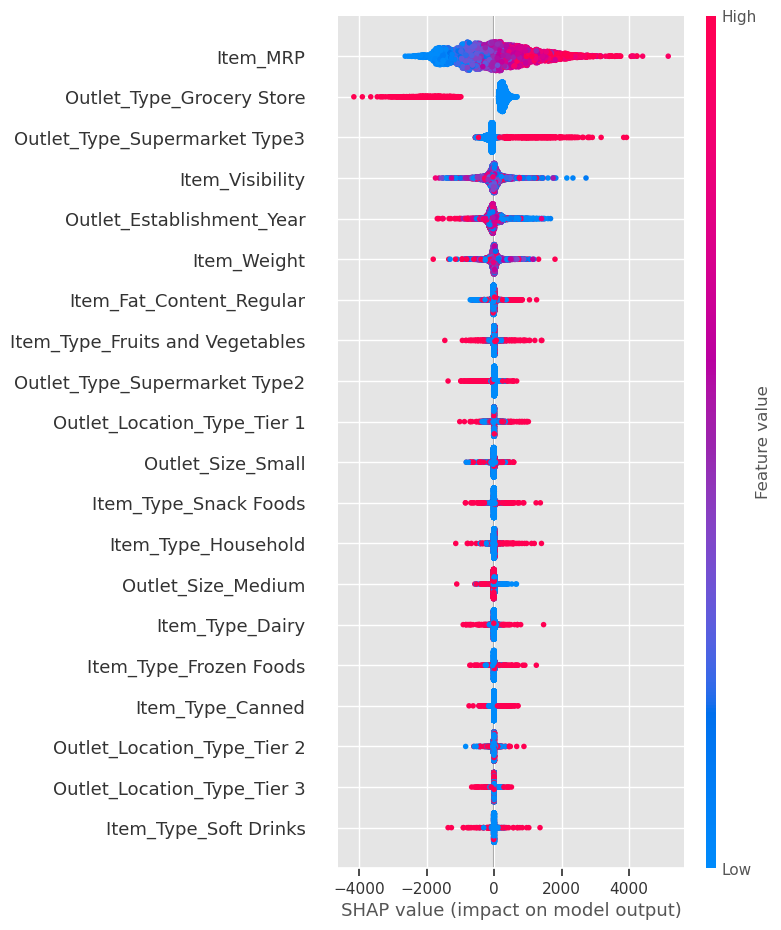 High
Item_MRP
Outlet_Type_Grocery Store
Outlet_Type_Supermarket Type3
Item_Visibility
Outlet_Establishment_Year
Item_Weight
Item_Fat_Content_Regular
Item_Type_Fruits and Vegetables
Outlet_Type_Supermarket Type2
Outlet_Location_Type_Tier 1
Outlet_Size_Small
Item_Type_Snack Foods
Item_Type_Household
Outlet_Size_Medium
Item_Type_Dairy
Item_Type_Frozen Foods
Item_Type_Canned
Outlet_Location_Type_Tier 2
Outlet_Location_Type_Tier 3
Item_Type_Soft Drinks
Feature value
Low
−4000 −2000 0 2000 4000
SHAP value (impact on model output)